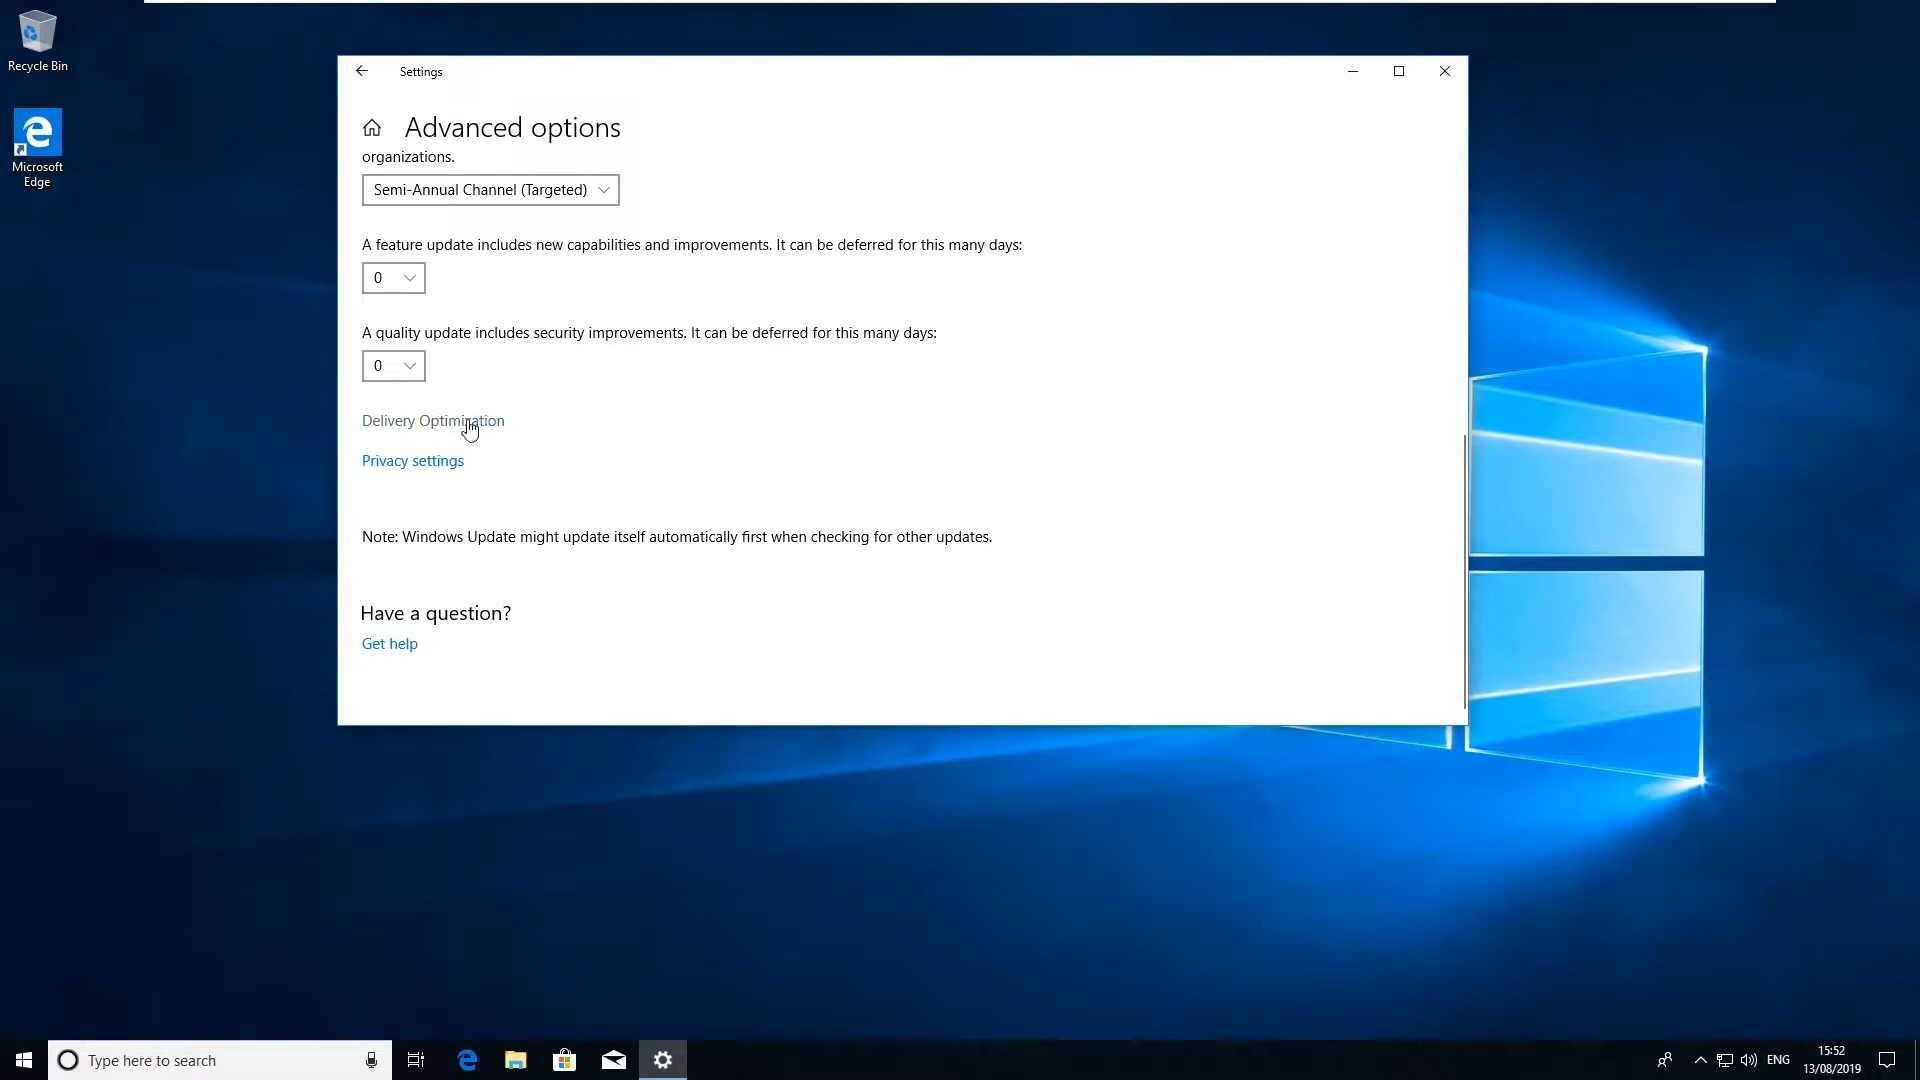 Recycle Bin
Microsoft
Edge
Settings
Advanced options
organizations.
Semi-Annual Channel (Targeted)
A feature update includes new capabilities and improvements. It can be deferred for this many days:
0
A quality update includes security improvements. It can be deferred for this many days:
0
Delivery Optimization
Privacy settings
Note: Windows Update might update itself automatically first when checking for other updates.
Have a question?
Get help
Type here to search
ENG
15:52
13/08/2019